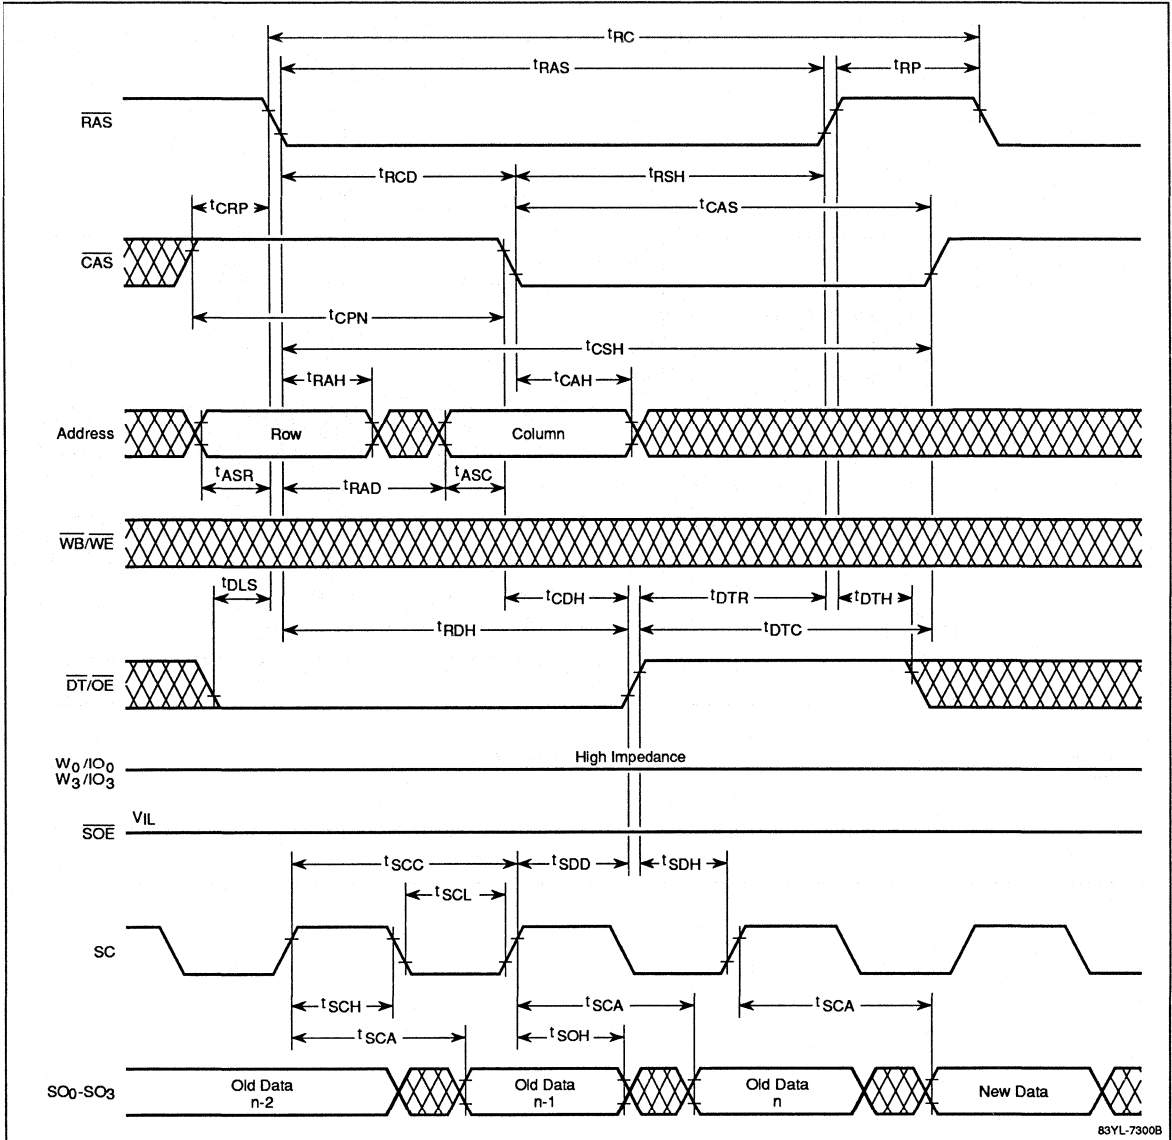 tRC
tRAS
tRP
RAS
tRCD
tRSH
tCRP
tCAS
CAS
tCPN
tCSH
tRAH
tCAH
Address
Row
Column
tASR
tRAD
tASC
WB/WE
tDLS
tCDH
tDTR
tDTH
tRDH
tDTC
DT/OE
High Impedance
W0/IO0
W3/IO3
VIL
SOE
tSCC
tSDD
tSDH
tSCL
SC
tSCH
tSCA
tSCA
tSCA
tSOH
SO0-SO3
Old Data
n-2
Old Data
n-1
Old Data
n
New Data
83YL-7300B